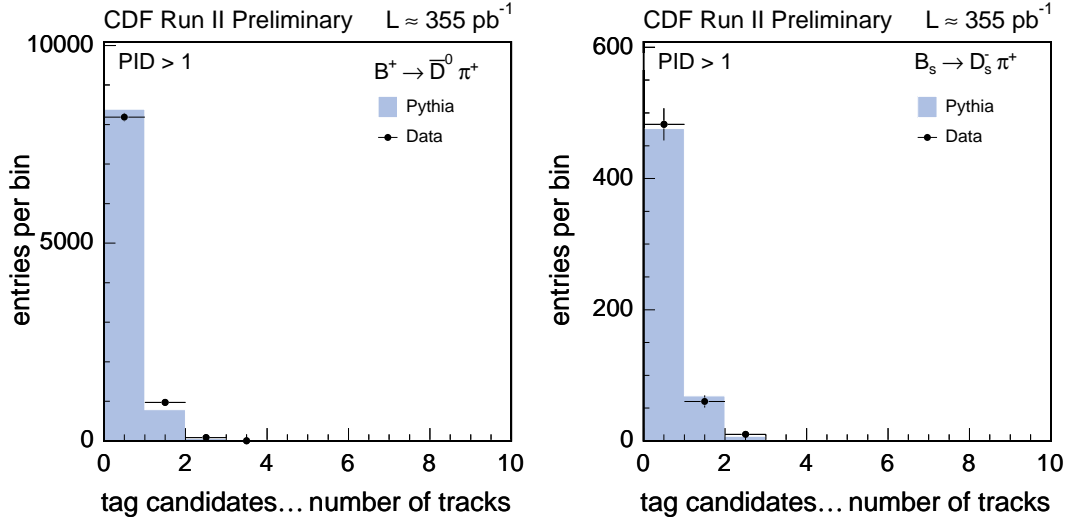 CDF Run II Preliminary L ≈ 355 pb⁻¹
PID > 1
B⁺ → D̅⁰ π⁺
Pythia
Data
entries per bin
10000
5000
0
0 2 4 6 8 10
tag candidates… number of tracks
CDF Run II Preliminary L ≈ 355 pb⁻¹
PID > 1
Bₛ → Dₛ⁻ π⁺
Pythia
Data
entries per bin
600
400
200
0
0 2 4 6 8 10
tag candidates… number of tracks